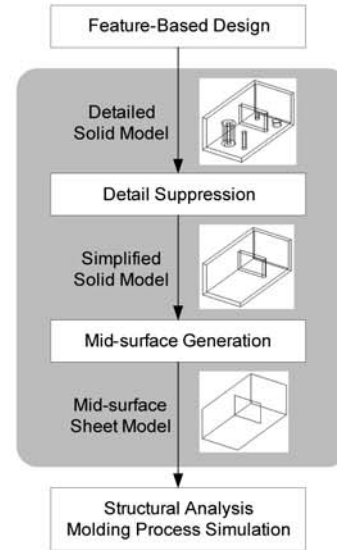 Feature-Based Design
Detailed
Solid Model
Detail Suppression
Simplified
Solid Model
Mid-surface Generation
Mid-surface
Sheet Model
Structural Analysis
Molding Process Simulation